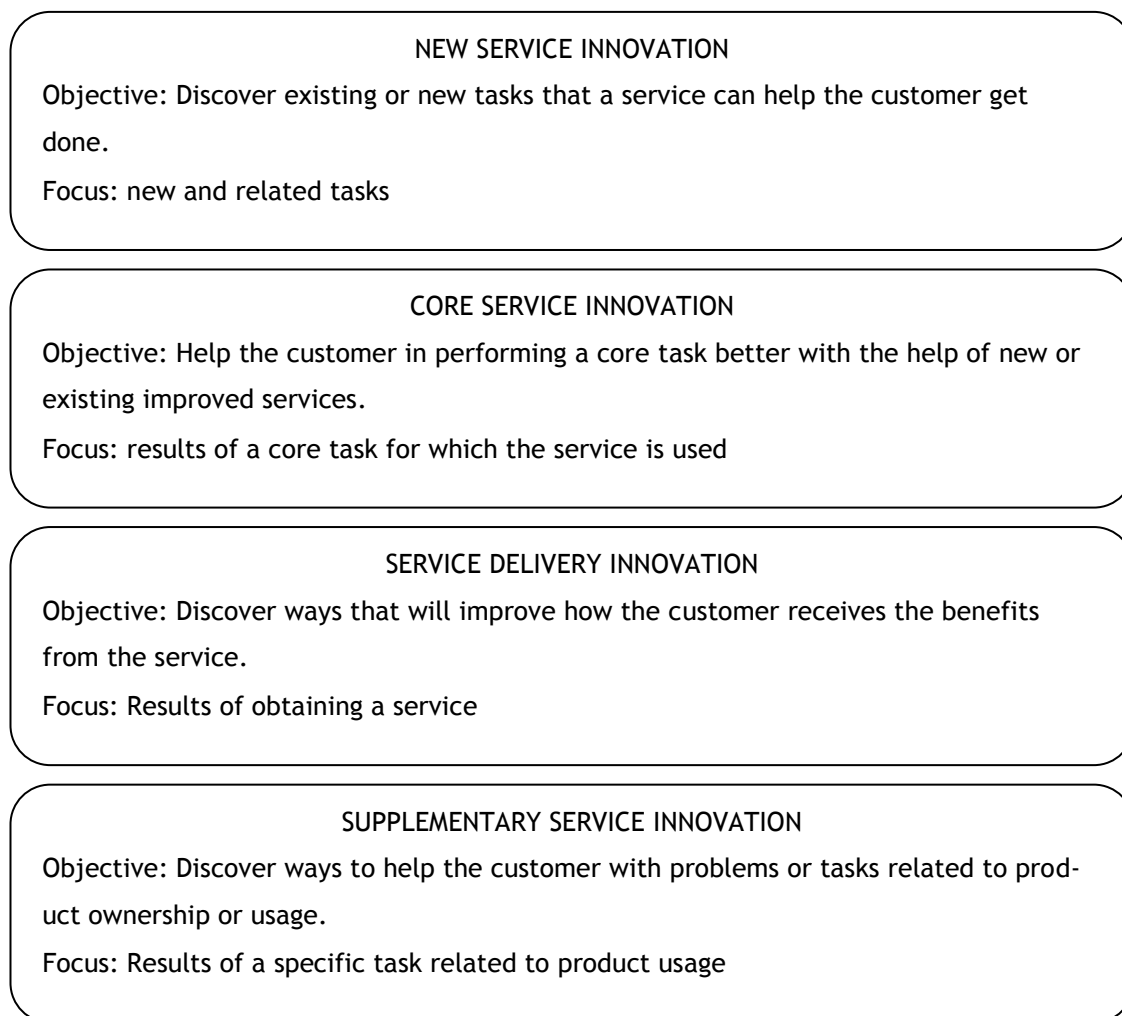 NEW SERVICE INNOVATION
Objective: Discover existing or new tasks that a service can help the customer get
done.
Focus: new and related tasks
CORE SERVICE INNOVATION
Objective: Help the customer in performing a core task better with the help of new or
existing improved services.
Focus: results of a core task for which the service is used
SERVICE DELIVERY INNOVATION
Objective: Discover ways that will improve how the customer receives the benefits
from the service.
Focus: Results of obtaining a service
SUPPLEMENTARY SERVICE INNOVATION
Objective: Discover ways to help the customer with problems or tasks related to prod-
uct ownership or usage.
Focus: Results of a specific task related to product usage